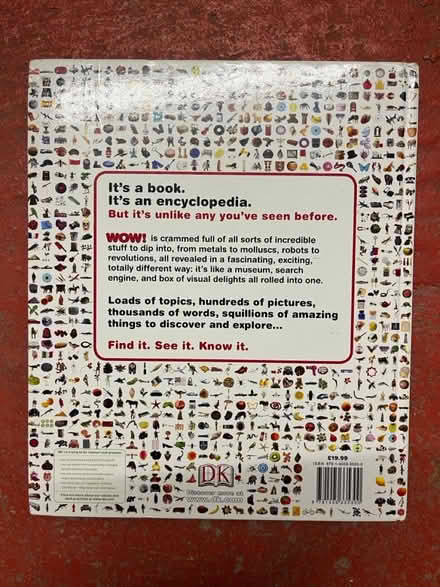 It's a book.
It's an encyclopedia.
But it's unlike any you've seen before.
WOW! is crammed full of all sorts of incredible
stuff to dip into, from metals to molluscs, robots to
revolutions, all revealed in a fascinating, exciting,
totally different way: it's like a museum, search
engine, and box of visual delights all rolled into one.
Loads of topics, hundreds of pictures,
thousands of words, squillions of amazing
things to discover and explore...
Find it. See it. Know it.
DK
Discover more at
www.dk.com
£19.99